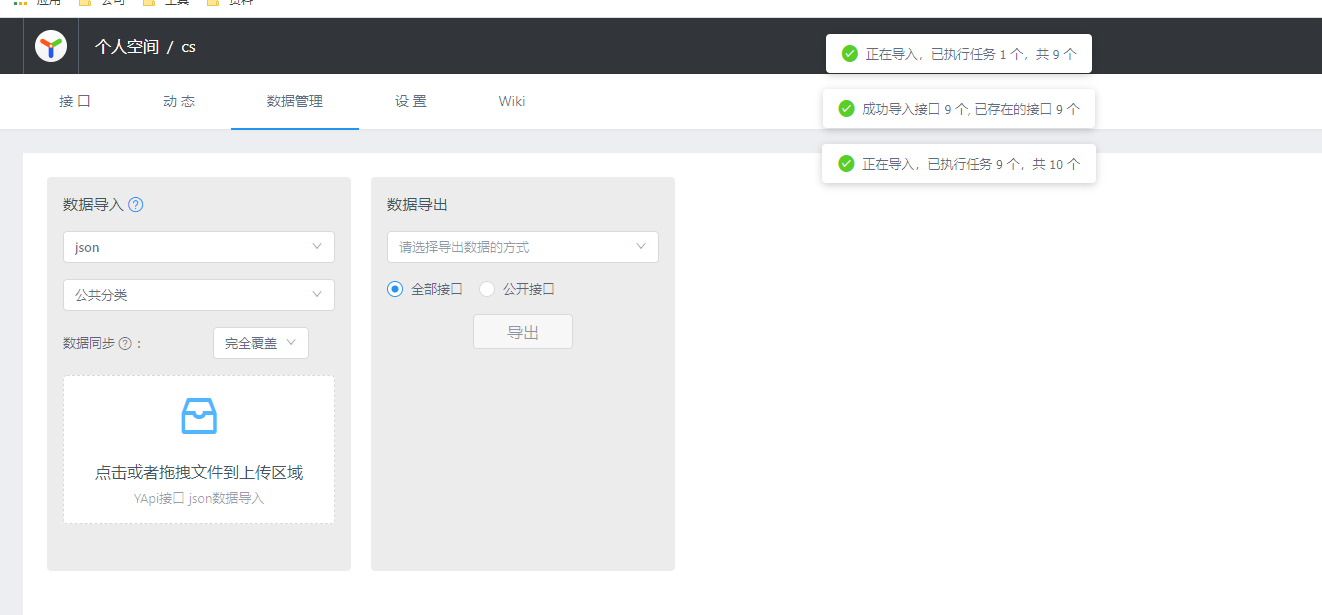 应用 公司 工具 资料
个人空间 / cs
正在导入，已执行任务 1 个，共 9 个
接 口 动 态 数据管理 设 置 Wiki
成功导入接口 9 个, 已存在的接口 9 个
正在导入，已执行任务 9 个，共 10 个
数据导入
json
公共分类
数据同步 :
完全覆盖
点击或者拖拽文件到上传区域
YApi接口 json数据导入
数据导出
请选择导出数据的方式
全部接口 公开接口
导出